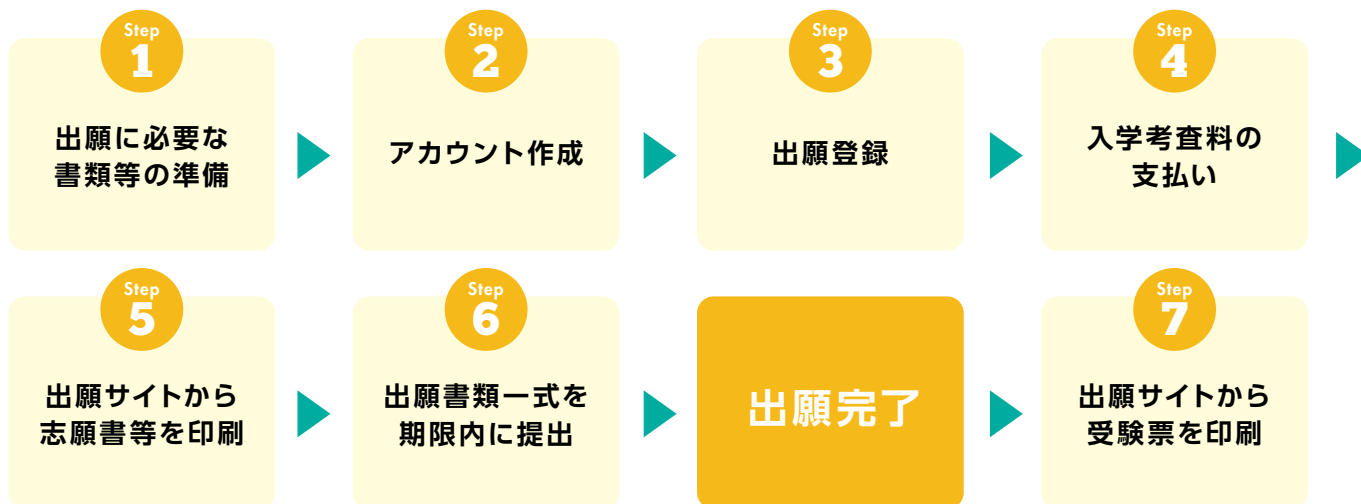 Step
1
出願に必要な
書類等の準備
Step
2
アカウント作成
Step
3
出願登録
Step
4
入学考査料の
支払い
Step
5
出願サイトから
志願書等を印刷
Step
6
出願書類一式を
期限内に提出
出願完了
Step
7
出願サイトから
受験票を印刷